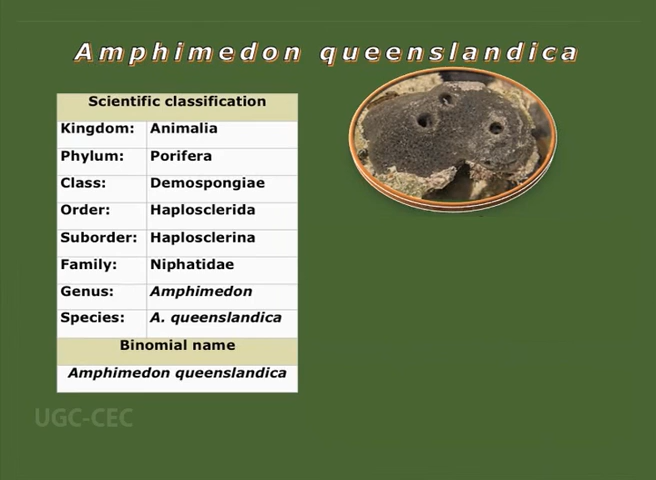 Amphimedon queenslandica
Scientific classification
Kingdom: Animalia
Phylum: Porifera
Class: Demospongiae
Order: Haplosclerida
Suborder: Haplosclerina
Family: Niphatidae
Genus: Amphimedon
Species: A. queenslandica
Binomial name
Amphimedon queenslandica
UGC-CEC